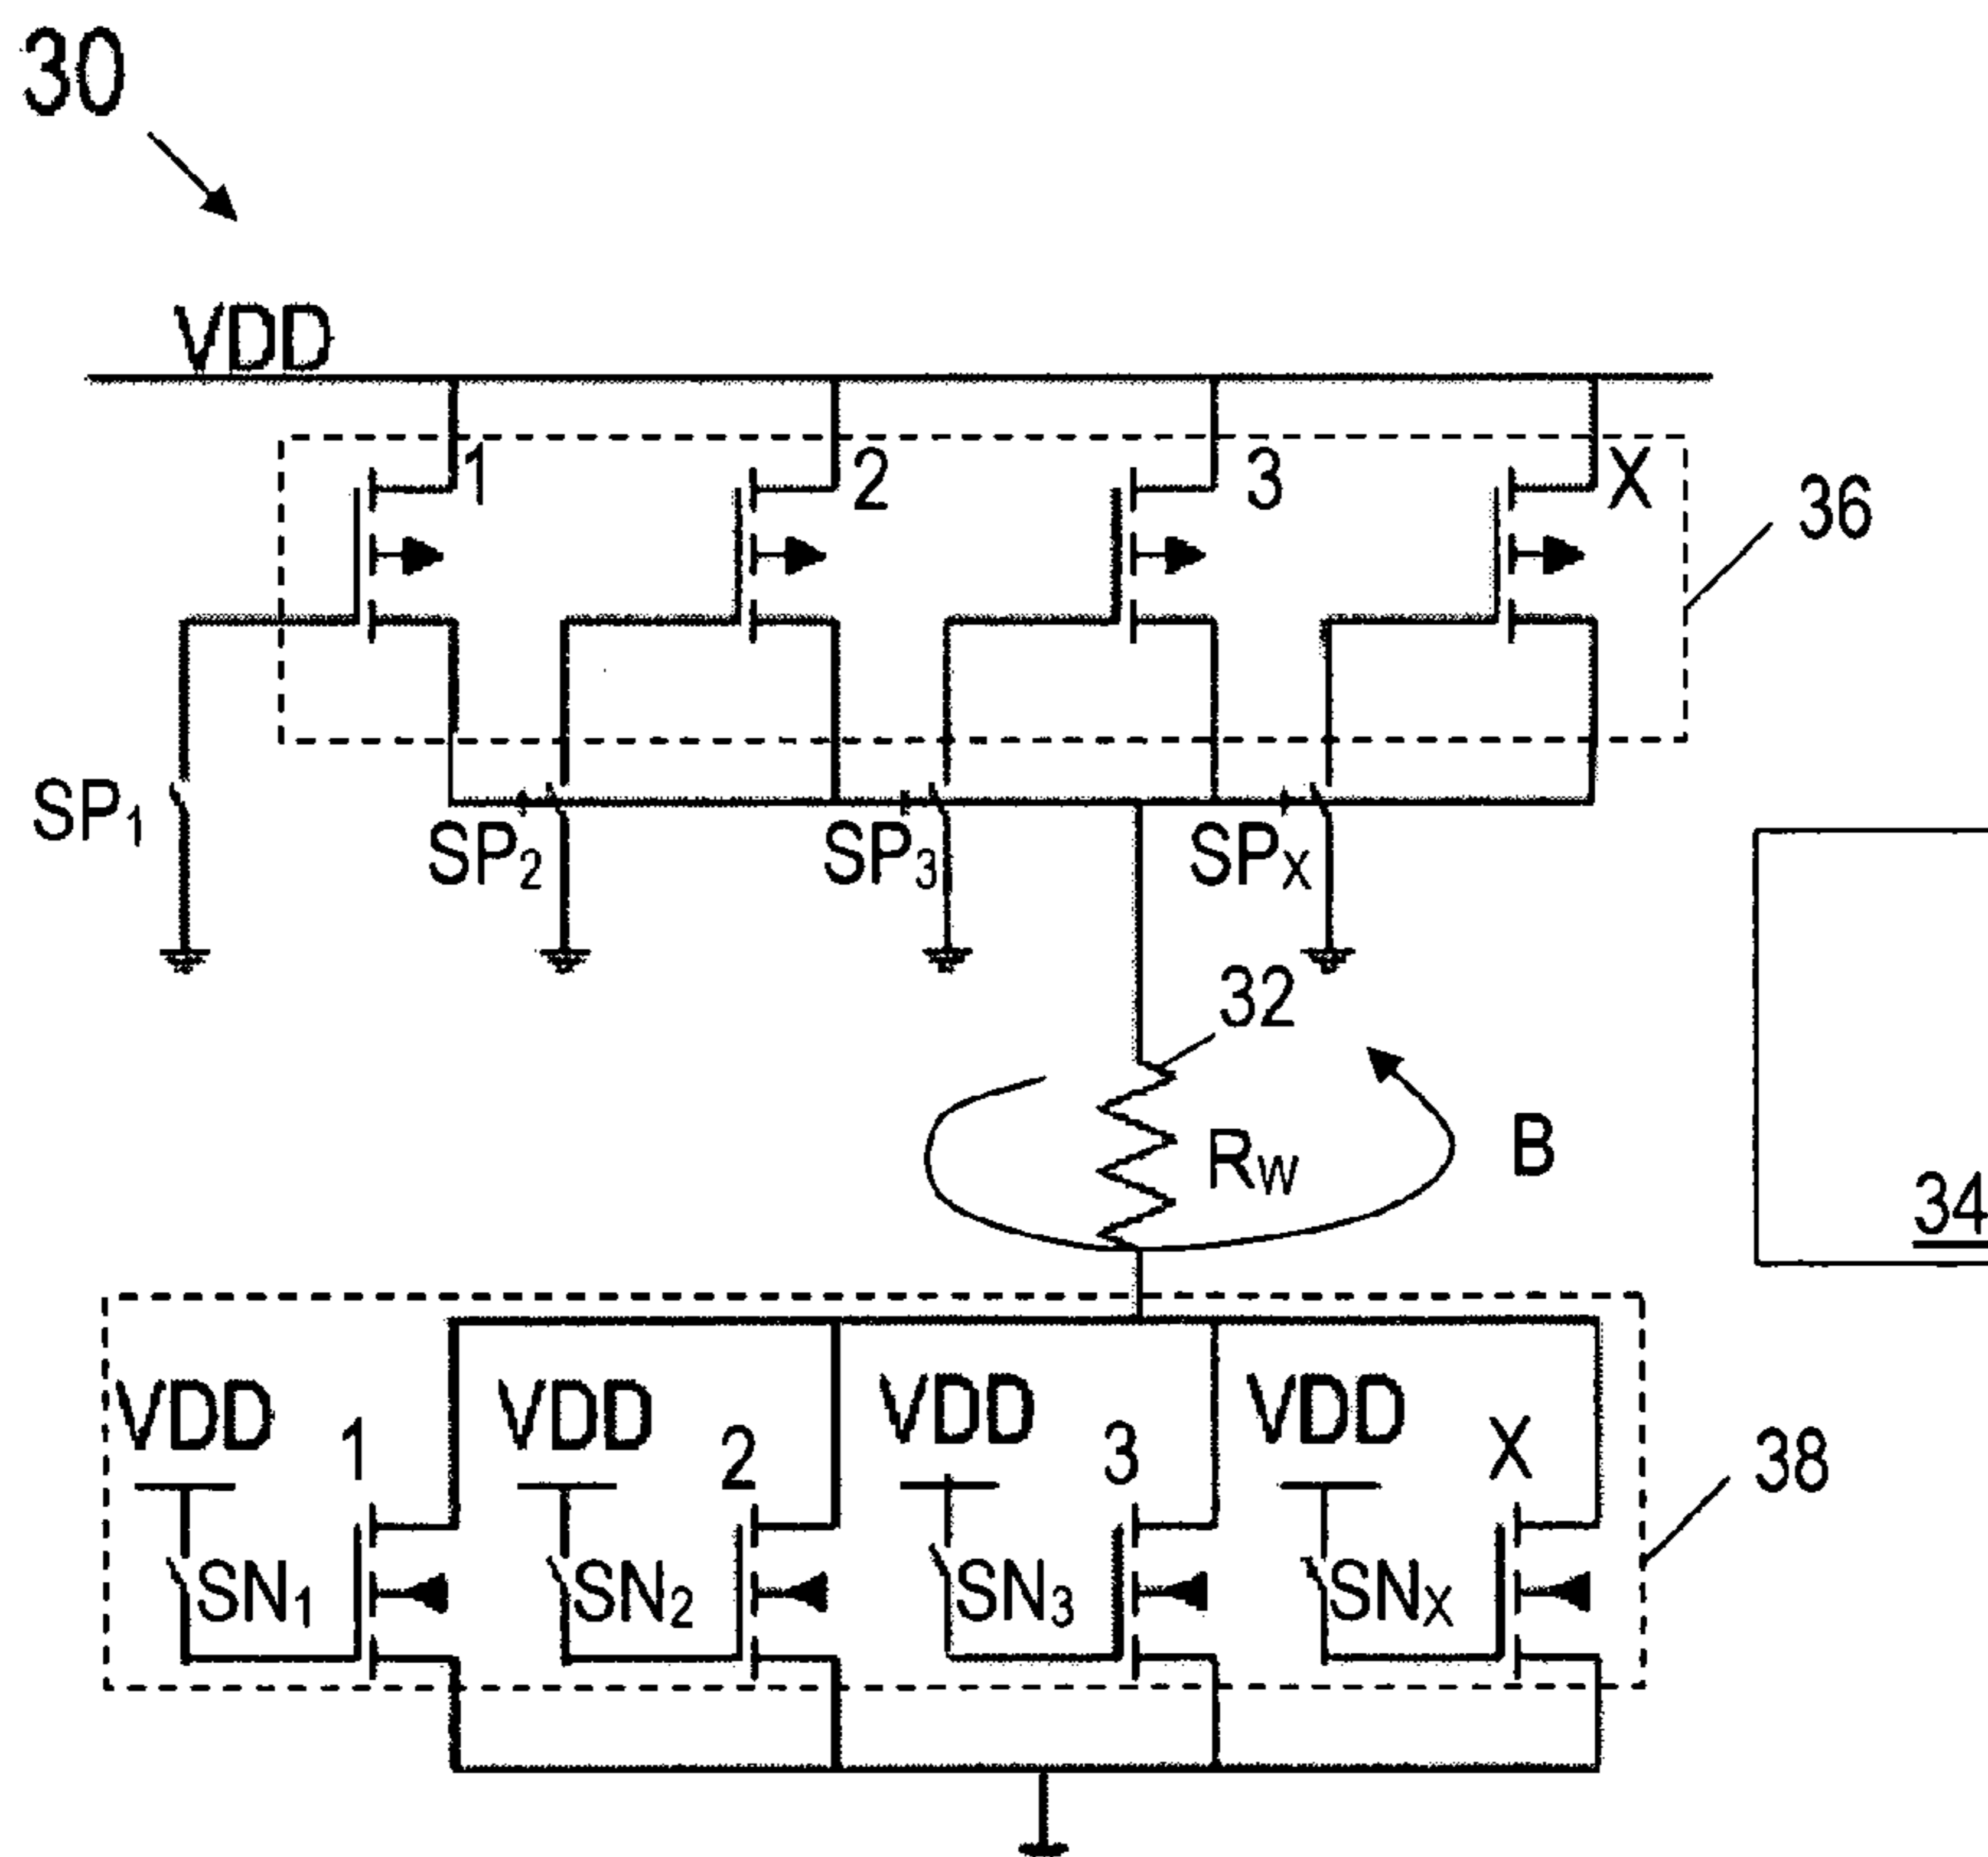 30
VDD
1 2 3 X
36
SP1 SP2 SP3 SPX
32
RW
B
34
VDD VDD VDD VDD
1 2 3 X
38
SN1 SN2 SN3 SNX